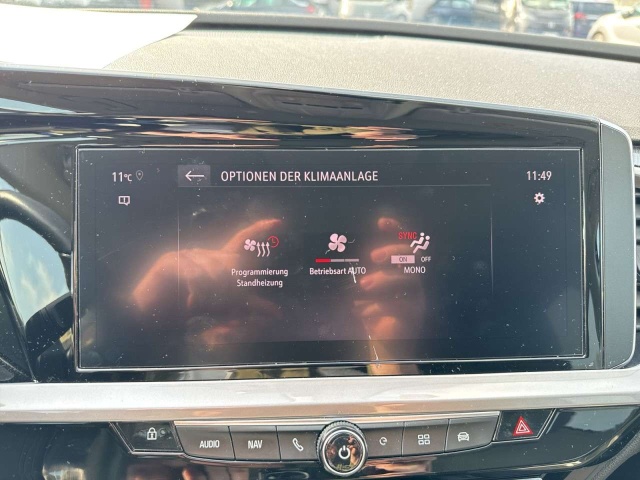 11°C
OPTIONEN DER KLIMAANLAGE
11:49
SYNC
ON OFF
Programmierung
Standheizung
Betriebsart AUTO
MONO
AUDIO
NAV